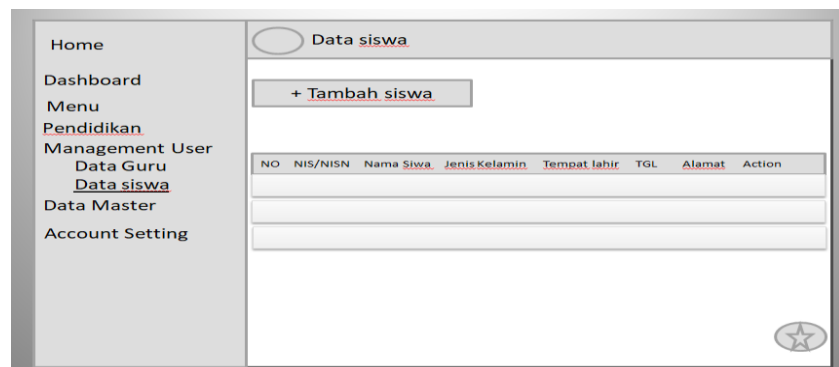 Home
Dashboard
Menu
Pendidikan
Management User
Data Guru
Data siswa
Data Master
Account Setting
Data siswa
+ Tambah siswa
NO NIS/NISN Nama Siwa Jenis Kelamin Tempat lahir TGL Alamat Action